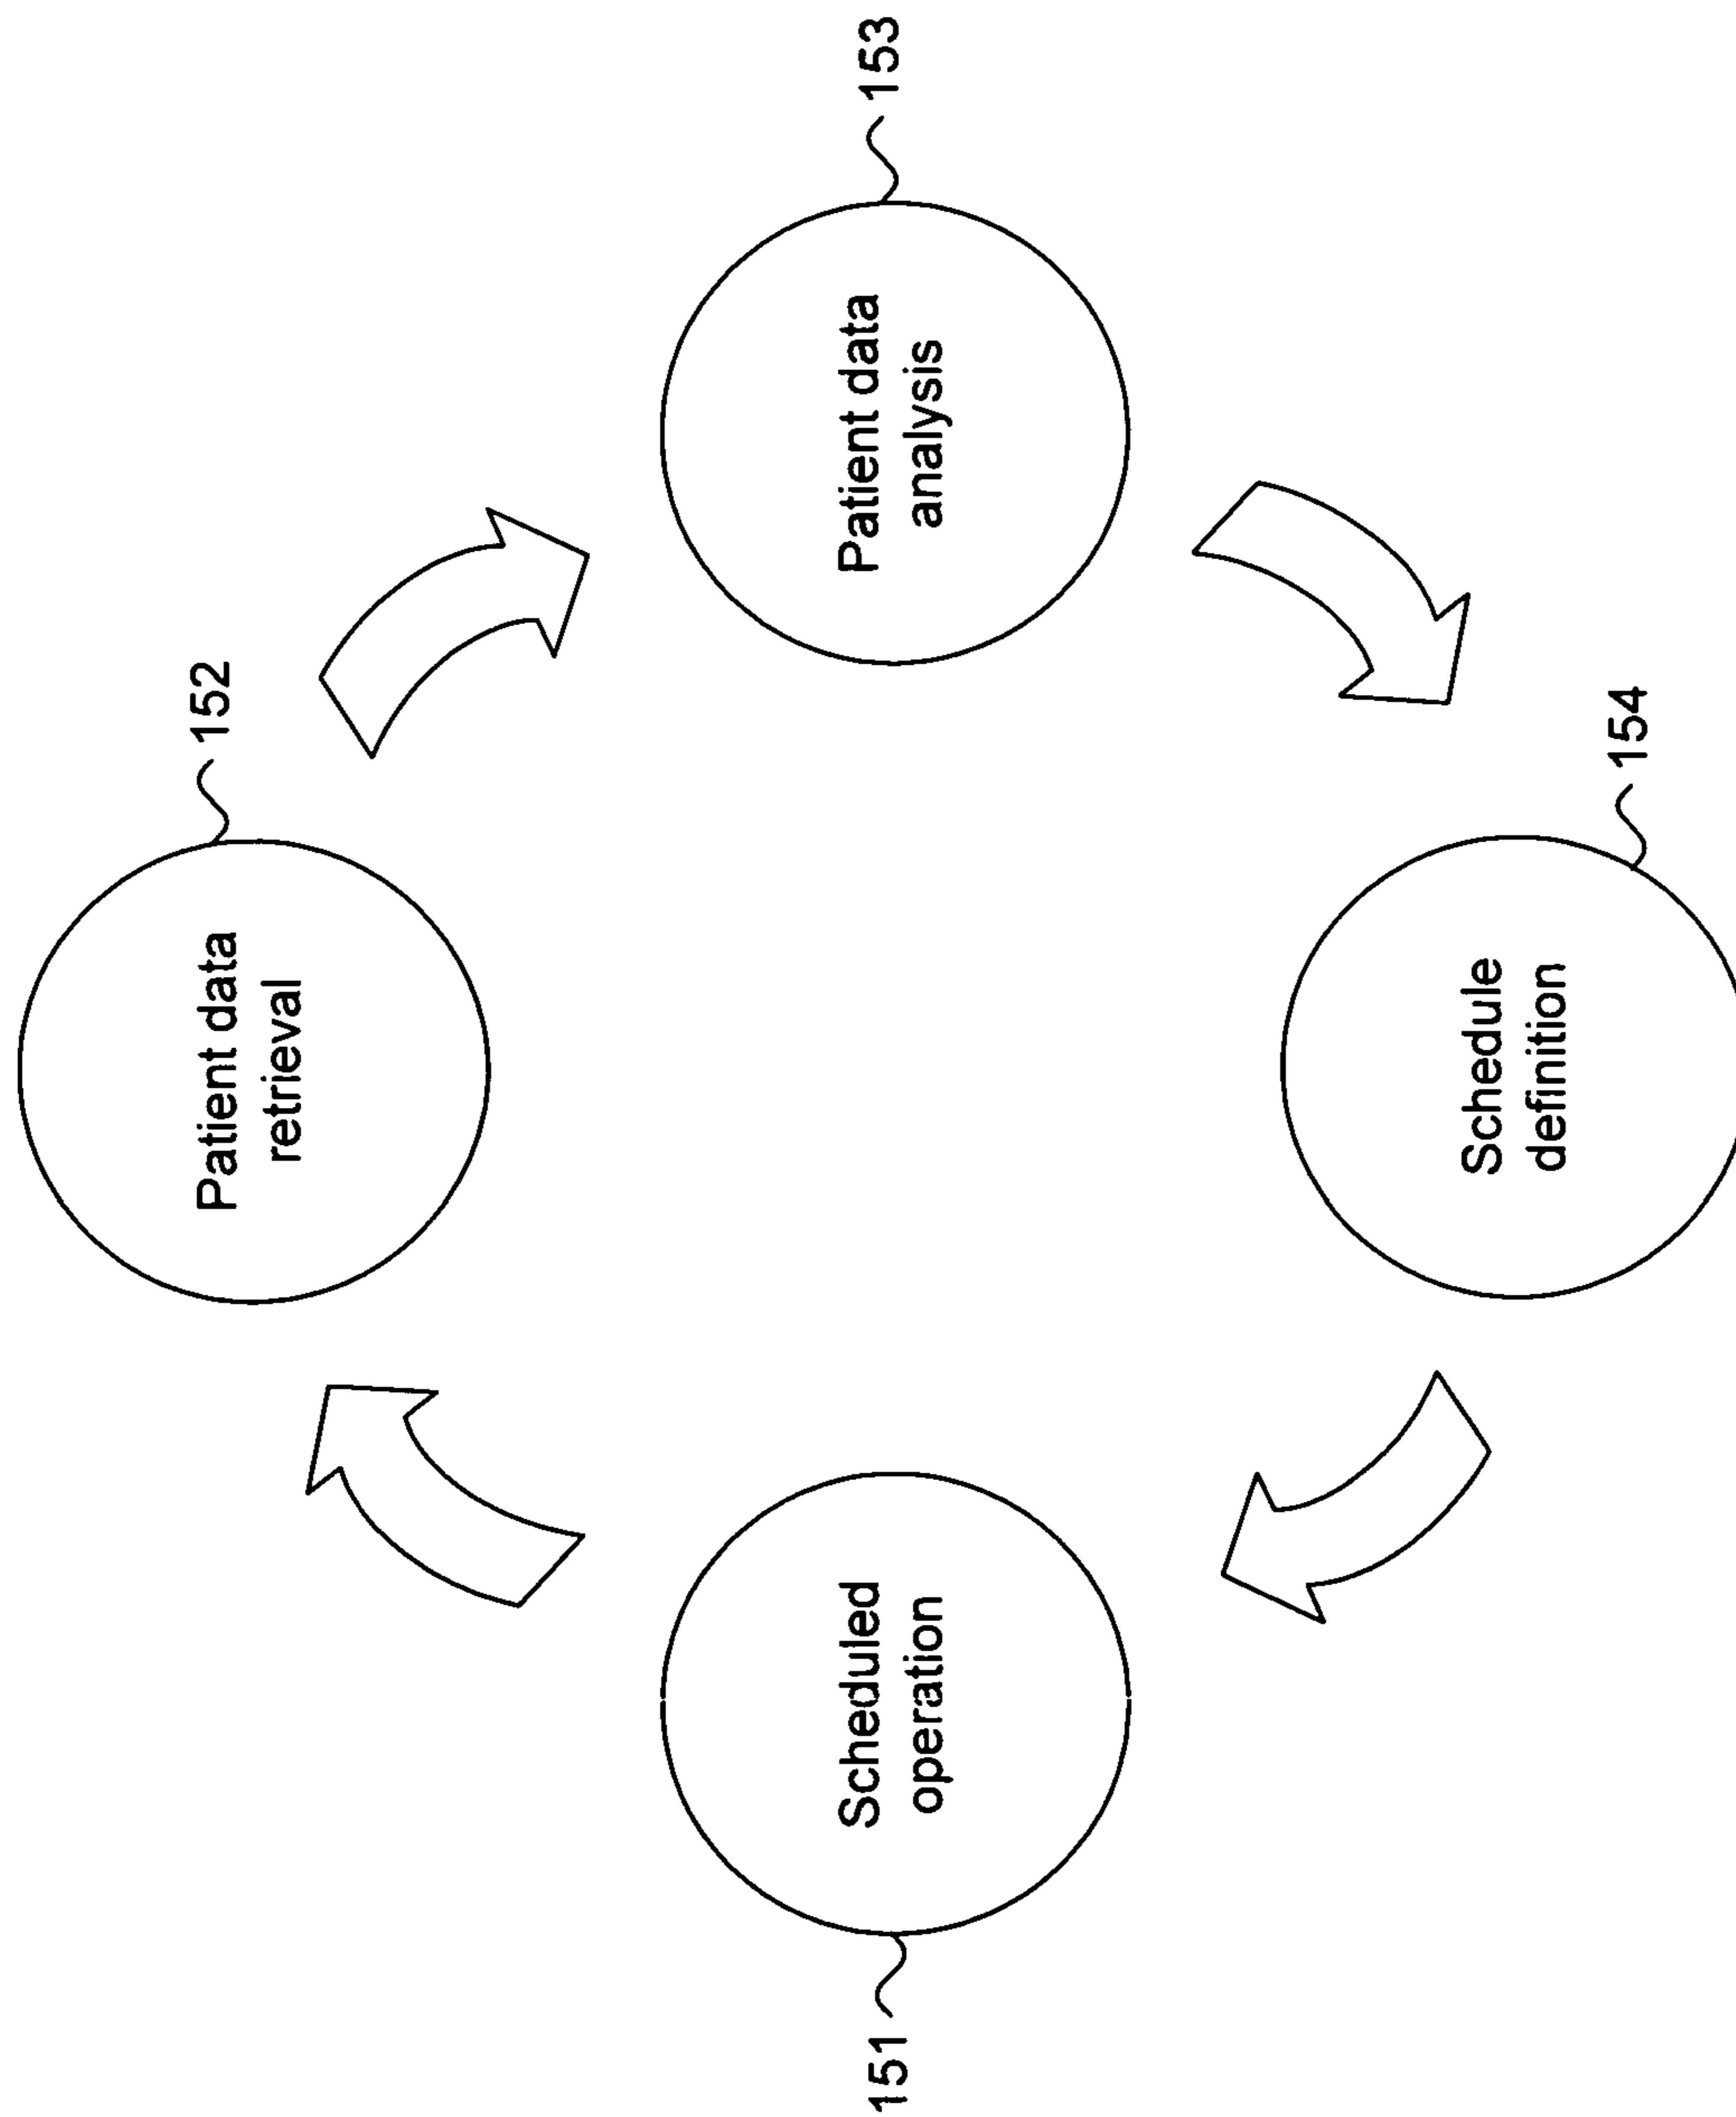 152
Patient data
retrieval
153
Patient data
analysis
151
Scheduled
operation
154
Schedule
definition